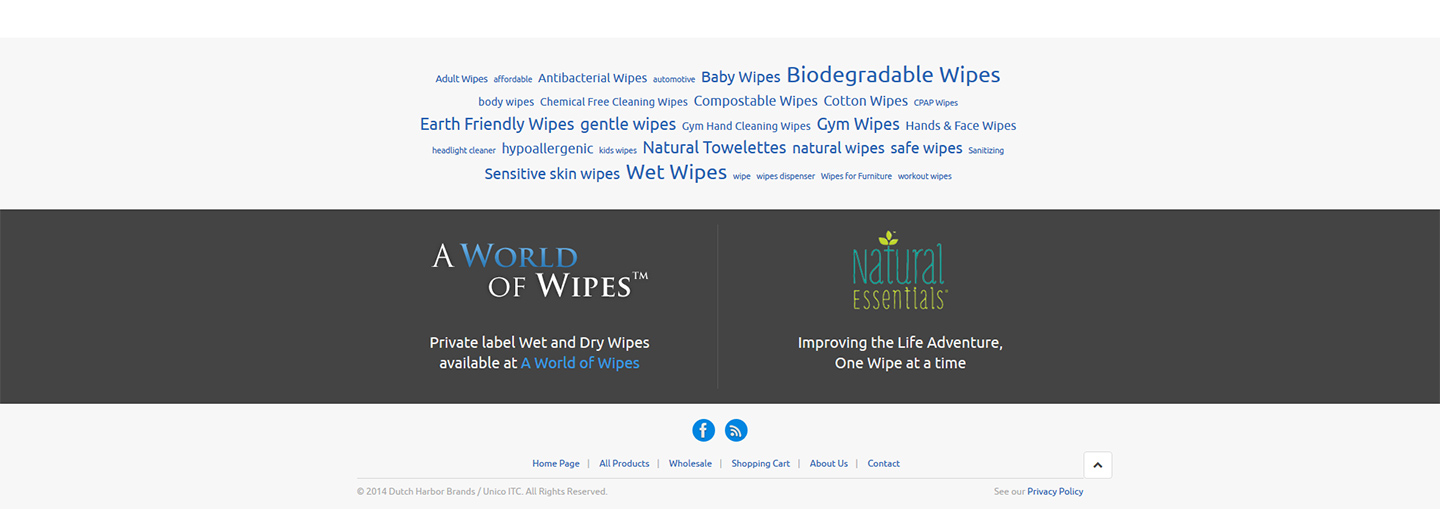 Adult Wipes affordable Antibacterial Wipes automotive Baby Wipes Biodegradable Wipes
body wipes Chemical Free Cleaning Wipes Compostable Wipes Cotton Wipes CPAP Wipes
Earth Friendly Wipes gentle wipes Gym Hand Cleaning Wipes Gym Wipes Hands & Face Wipes
headlight cleaner hypoallergenic kids wipes Natural Towelettes natural wipes safe wipes Sanitizing
Sensitive skin wipes Wet Wipes wipe wipes dispenser Wipes for Furniture workout wipes
A WORLD
OF WIPES™
Private label Wet and Dry Wipes
available at A World of Wipes
Natural™
Essentials®
Improving the Life Adventure,
One Wipe at a time
Home Page | All Products | Wholesale | Shopping Cart | About Us | Contact
© 2014 Dutch Harbor Brands / Unico ITC. All Rights Reserved.
See our Privacy Policy